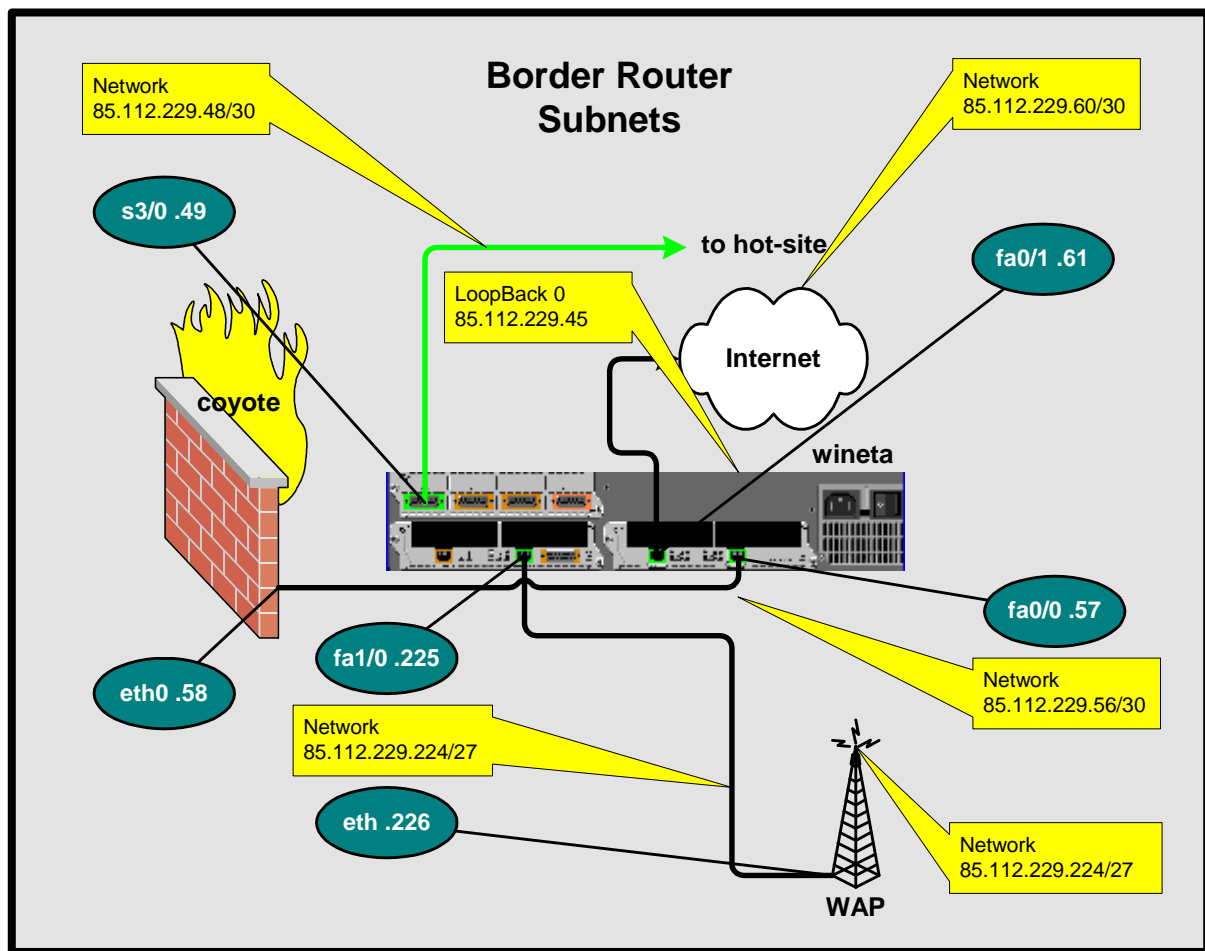 Border Router
Subnets
Network
85.112.229.48/30
Network
85.112.229.60/30
s3/0 .49
to hot-site
fa0/1 .61
LoopBack 0
85.112.229.45
Internet
coyote
wineta
fa0/0 .57
fa1/0 .225
eth0 .58
Network
85.112.229.56/30
Network
85.112.229.224/27
eth .226
Network
85.112.229.224/27
WAP